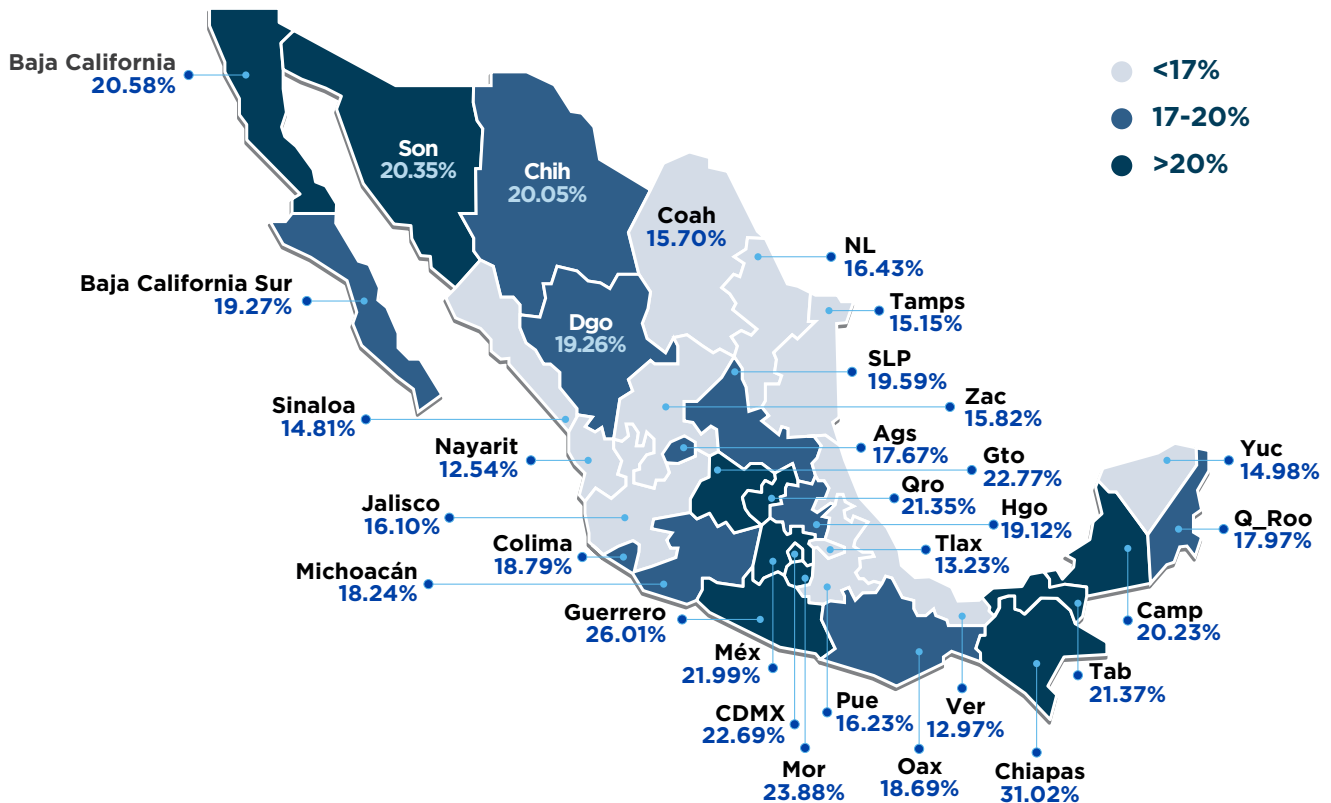 Baja California
20.58%
<17%
17-20%
>20%
Son
20.35%
Chih
20.05%
Coah
15.70%
NL
16.43%
Baja California Sur
19.27%
Tamps
15.15%
Dgo
19.26%
SLP
19.59%
Zac
15.82%
Sinaloa
14.81%
Ags
17.67%
Nayarit
12.54%
Gto
22.77%
Yuc
14.98%
Qro
21.35%
Jalisco
16.10%
Hgo
19.12%
Q_Roo
17.97%
Colima
18.79%
Tlax
13.23%
Michoacán
18.24%
Guerrero
26.01%
Camp
20.23%
Méx
21.99%
Tab
21.37%
CDMX
22.69%
Pue
16.23%
Ver
12.97%
Mor
23.88%
Oax
18.69%
Chiapas
31.02%